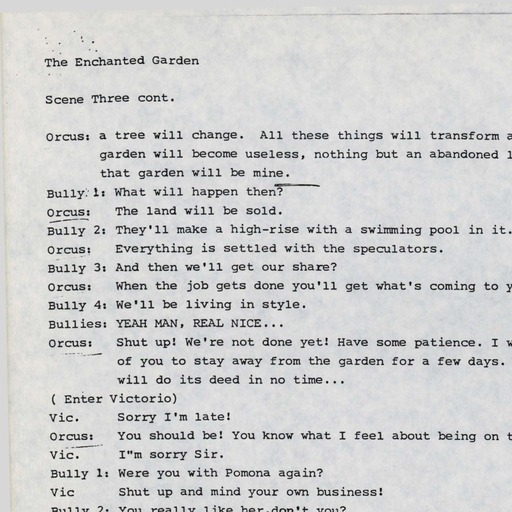 The Enchanted Garden
Scene Three cont.
Orcus: a tree will change.  All these things will transform a
garden will become useless, nothing but an abandoned l
that garden will be mine.
Bully 1: What will happen then?
Orcus: The land will be sold.
Bully 2: They'll make a high-rise with a swimming pool in it.
Orcus: Everything is settled with the speculators.
Bully 3: And then we'll get our share?
Orcus: When the job gets done you'll get what's coming to y
Bully 4: We'll be living in style.
Bullies: YEAH MAN, REAL NICE...
Orcus: Shut up! We're not done yet! Have some patience. I w
of you to stay away from the garden for a few days.
will do its deed in no time...
( Enter Victorio)
Vic. Sorry I'm late!
Orcus: You should be! You know what I feel about being on t
Vic. I"m sorry Sir.
Bully 1: Were you with Pomona again?
Vic Shut up and mind your own business!
Bully 2: You really like her,don't you?